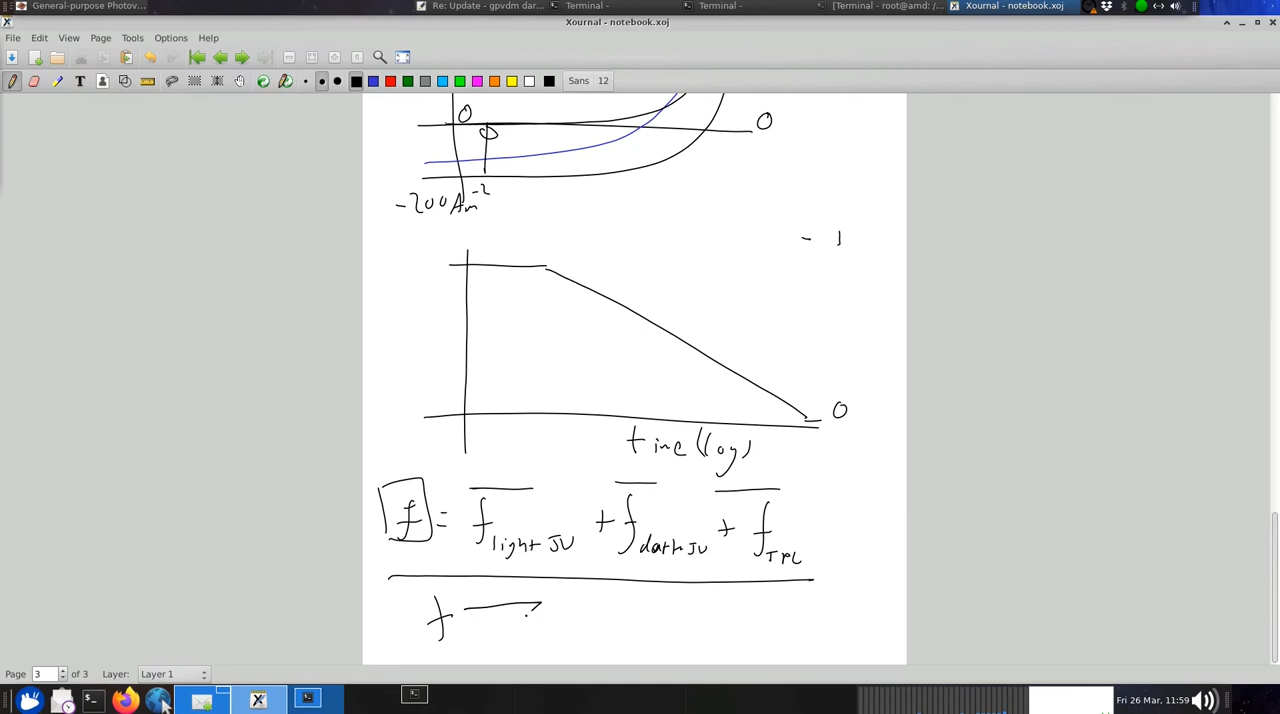 General-purpose Photov...
Re: Update - gpvdm dar...
Terminal -
Terminal -
[Terminal - root@amd: /...
Xournal - notebook.xoj
Xournal - notebook.xoj
File Edit View Page Tools Options Help
Sans 12
0
0
-200Am⁻²
- 1
0
time (log)
f = f light JV + f dark JV + f TPC
f
Page 3 of 3 Layer: Layer 1
Fri 26 Mar, 11:59